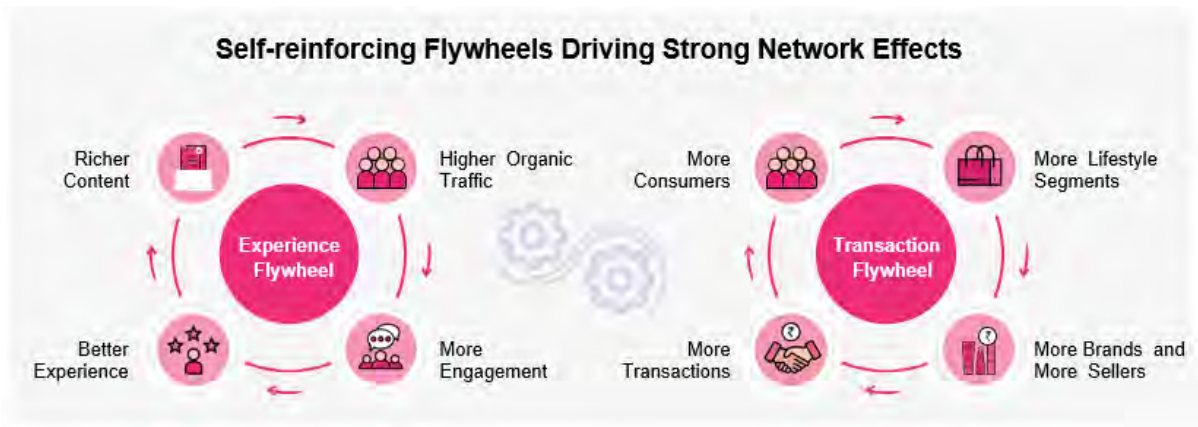 Self-reinforcing Flywheels Driving Strong Network Effects
Richer
Content
Higher Organic
Traffic
Experience
Flywheel
Better
Experience
More
Engagement
More
Consumers
More Lifestyle
Segments
Transaction
Flywheel
₹
More
Transactions
₹
More Brands and
More Sellers